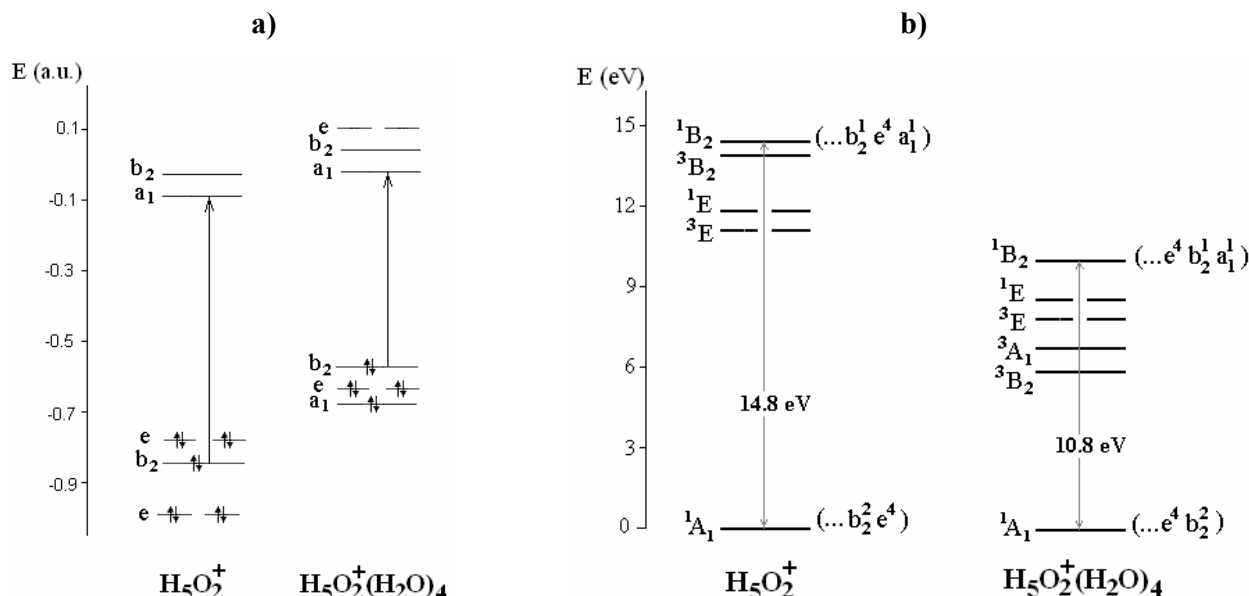 a)
E (a.u.)
0.1
-0.1
-0.3
-0.5
-0.7
-0.9
b₂
a₁
e
b₂
e
H₅O₂⁺
e
b₂
a₁
b₂
e
a₁
H₅O₂⁺(H₂O)₄
b)
E (eV)
15
12
9
6
3
0
¹B₂ (...b₂¹ e⁴ a₁¹)
³B₂
¹E
³E
14.8 eV
¹A₁ (...b₂² e⁴)
H₅O₂⁺
¹B₂ (...e⁴ b₂¹ a₁¹)
¹E
³E
³A₁
³B₂
10.8 eV
¹A₁ (...e⁴ b₂²)
H₅O₂⁺(H₂O)₄